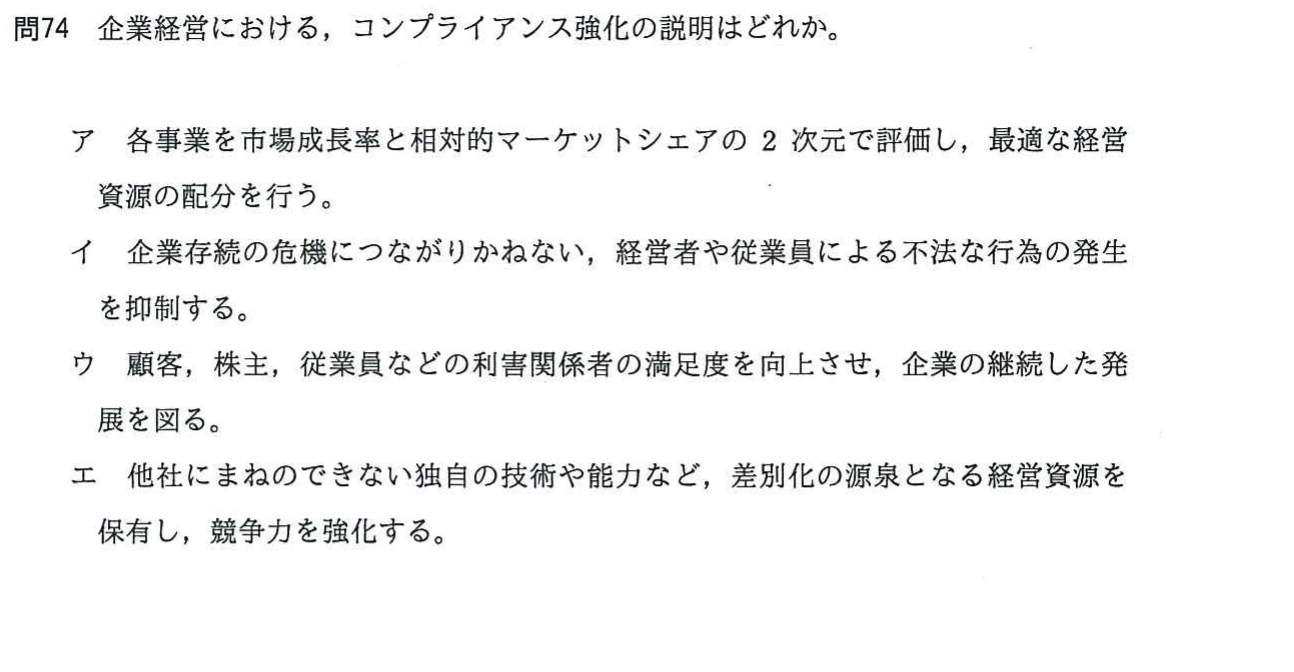 問74 企業経営における，コンプライアンス強化の説明はどれか。
ア 各事業を市場成長率と相対的マーケットシェアの 2 次元で評価し，最適な経営
資源の配分を行う。
イ 企業存続の危機につながりかねない，経営者や従業員による不法な行為の発生
を抑制する。
ウ 顧客，株主，従業員などの利害関係者の満足度を向上させ，企業の継続した発
展を図る。
エ 他社にまねのできない独自の技術や能力など，差別化の源泉となる経営資源を
保有し，競争力を強化する。